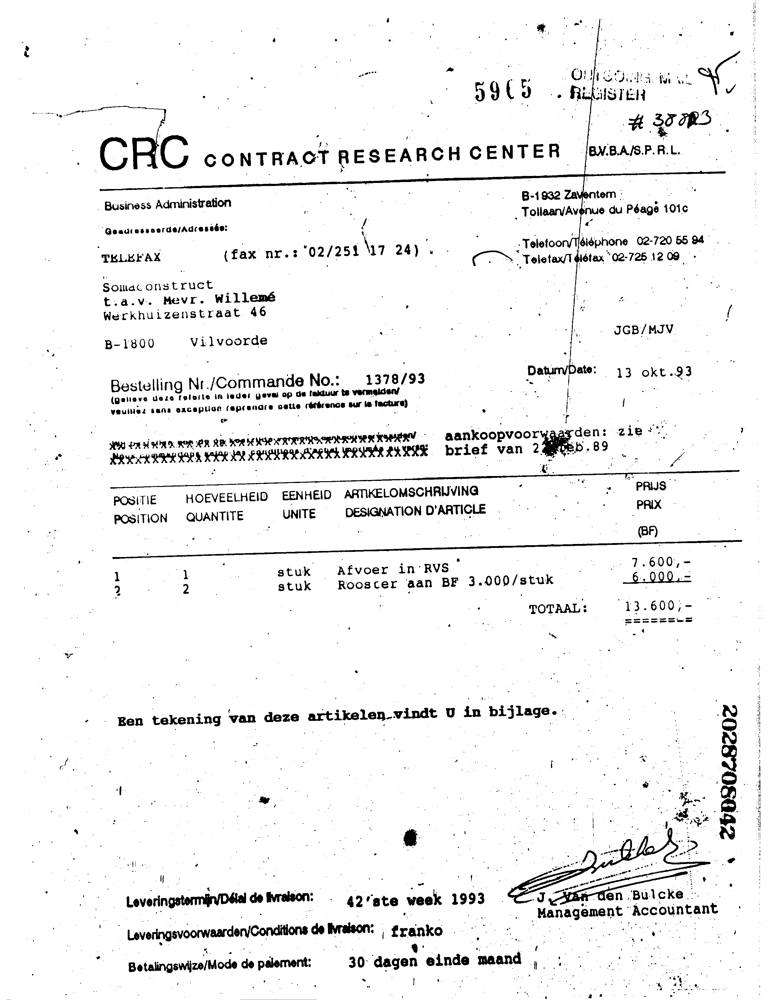 5905
OUTGOING MAIL
REGISTER
# 38883
CRC CONTRACT RESEARCH CENTER B.V.B.A./S.P.R.L.
Business Administration
B-1932 Zaventem
Tollaan/Avenue du Péage 101c
Geadresseerde/Adressée:
TELEFAX (fax nr.: 02/251 17 24)
Telefoon/Téléphone 02-720 55 94
Telefax/Téléfax 02-725 12 09
Somaconstruct
t.a.v. Mevr. Willemé
Werkhuizenstraat 46
B-1800 Vilvoorde
JGB/MJV
Bestelling Nr./Commande No.: 1378/93
Datum/Date: 13 okt.93
(gelieve deze referte in ieder geval op de faktuur te vermelden/
veuillez sans exception reprendre cette référence sur la facture)
aankoopvoorwaarden: zie
brief van 2 feb.89
POSITIE HOEVEELHEID EENHEID ARTIKELOMSCHRIJVING PRIJS
POSITION QUANTITE UNITE DESIGNATION D'ARTICLE PRIX
(BF)
1 1 stuk Afvoer in RVS 7.600,-
2 2 stuk Rooster aan BF 3.000/stuk 6.000,-
TOTAAL: 13.600,-
=======
Een tekening van deze artikelen vindt U in bijlage.
2028708042
Leveringstermijn/Délai de livraison: 42'ste week 1993
J. Van den Bulcke
Management Accountant
Leveringsvoorwaarden/Conditions de livraison: franko
Betalingswijze/Mode de paiement: 30 dagen einde maand